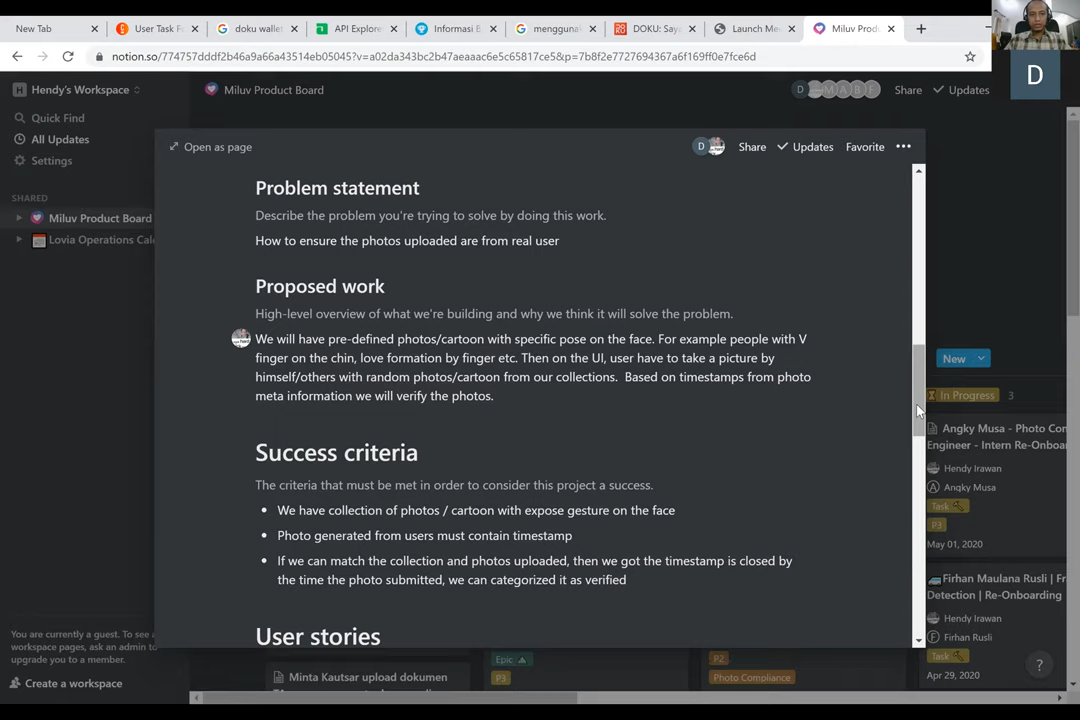 New Tab
User Task F
doku wallet
API Explore
Informasi B
mengguna
DOKU: Say
Launch Me
Miluv Produ
notion.so/774757dddf2b46a9a66a43514eb05045?v=a02da343bc2b47aeaaac6e5c65817ce5&p=7b8f2e7727694367a6f169ff0e7fce6d
D
H Hendy's Workspace
Miluv Product Board
D M A B F
Share
Updates
Quick Find
All Updates
Settings
SHARED
Miluv Product Board
Lovia Operations Cal
Open as page
D
Share
Updates
Favorite
Problem statement
Describe the problem you're trying to solve by doing this work.
How to ensure the photos uploaded are from real user
Proposed work
High-level overview of what we're building and why we think it will solve the problem.
We will have pre-defined photos/cartoon with specific pose on the face. For example people with V
finger on the chin, love formation by finger etc. Then on the UI, user have to take a picture by
himself/others with random photos/cartoon from our collections. Based on timestamps from photo
meta information we will verify the photos.
Success criteria
The criteria that must be met in order to consider this project a success.
• We have collection of photos / cartoon with expose gesture on the face
• Photo generated from users must contain timestamp
• If we can match the collection and photos uploaded, then we got the timestamp is closed by
the time the photo submitted, we can categorized it as verified
User stories
New
In Progress 3
Angky Musa - Photo Con
Engineer - Intern Re-Onboa
Hendy Irawan
A Angky Musa
Task
P3
May 01, 2020
Firhan Maulana Rusli | Fr
Detection | Re-Onboarding
Hendy Irawan
F Firhan Rusli
Task
P4
Apr 29, 2020
You are currently a guest. To see
workspace pages, ask an admin to
upgrade you to a member.
Create a workspace
Minta Kautsar upload dokumen
Epic
P3
P2
Photo Compliance
?